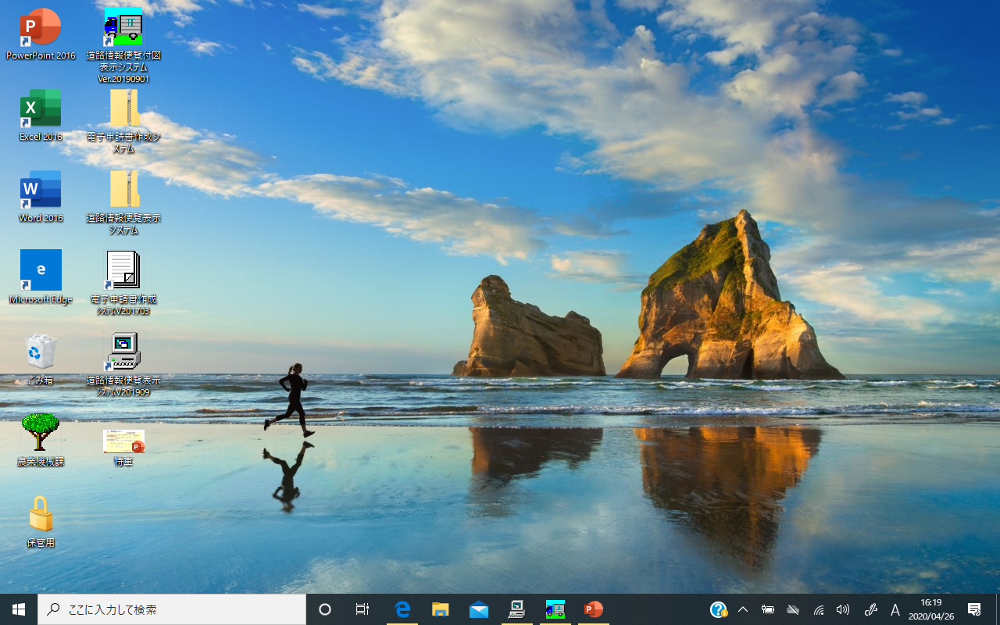 PowerPoint 2016
Excel 2016
Word 2016
Microsoft Edge
ごみ箱
農業機械課
保管用
道路情報便覧付図
表示システム
Ver.20190901
電子申請書作成シ
ステム
道路情報便覧表示
システム
電子申請書作成
システムV201703
道路情報便覧表示
システムV201909
特車
ここに入力して検索
A
16:19
2020/04/26